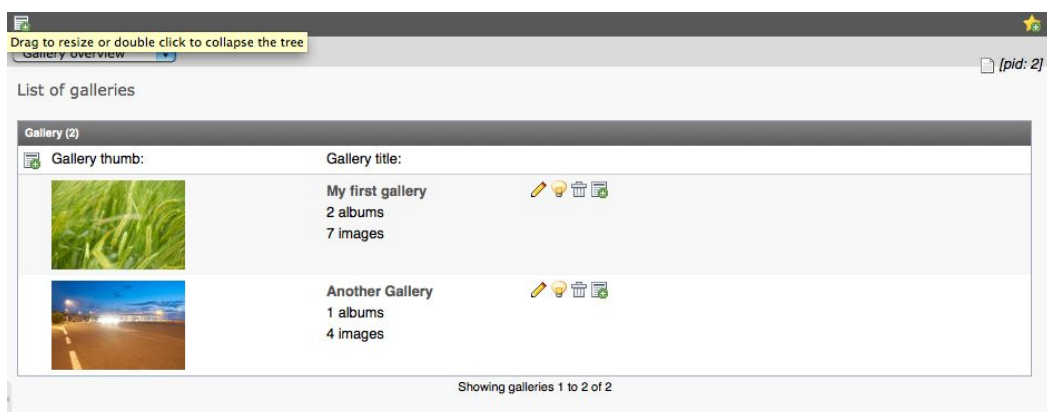 Drag to resize or double click to collapse the tree
Gallery overview
[pid: 2]
List of galleries
Gallery (2)
Gallery thumb: Gallery title:
My first gallery
2 albums
7 images
Another Gallery
1 albums
4 images
Showing galleries 1 to 2 of 2